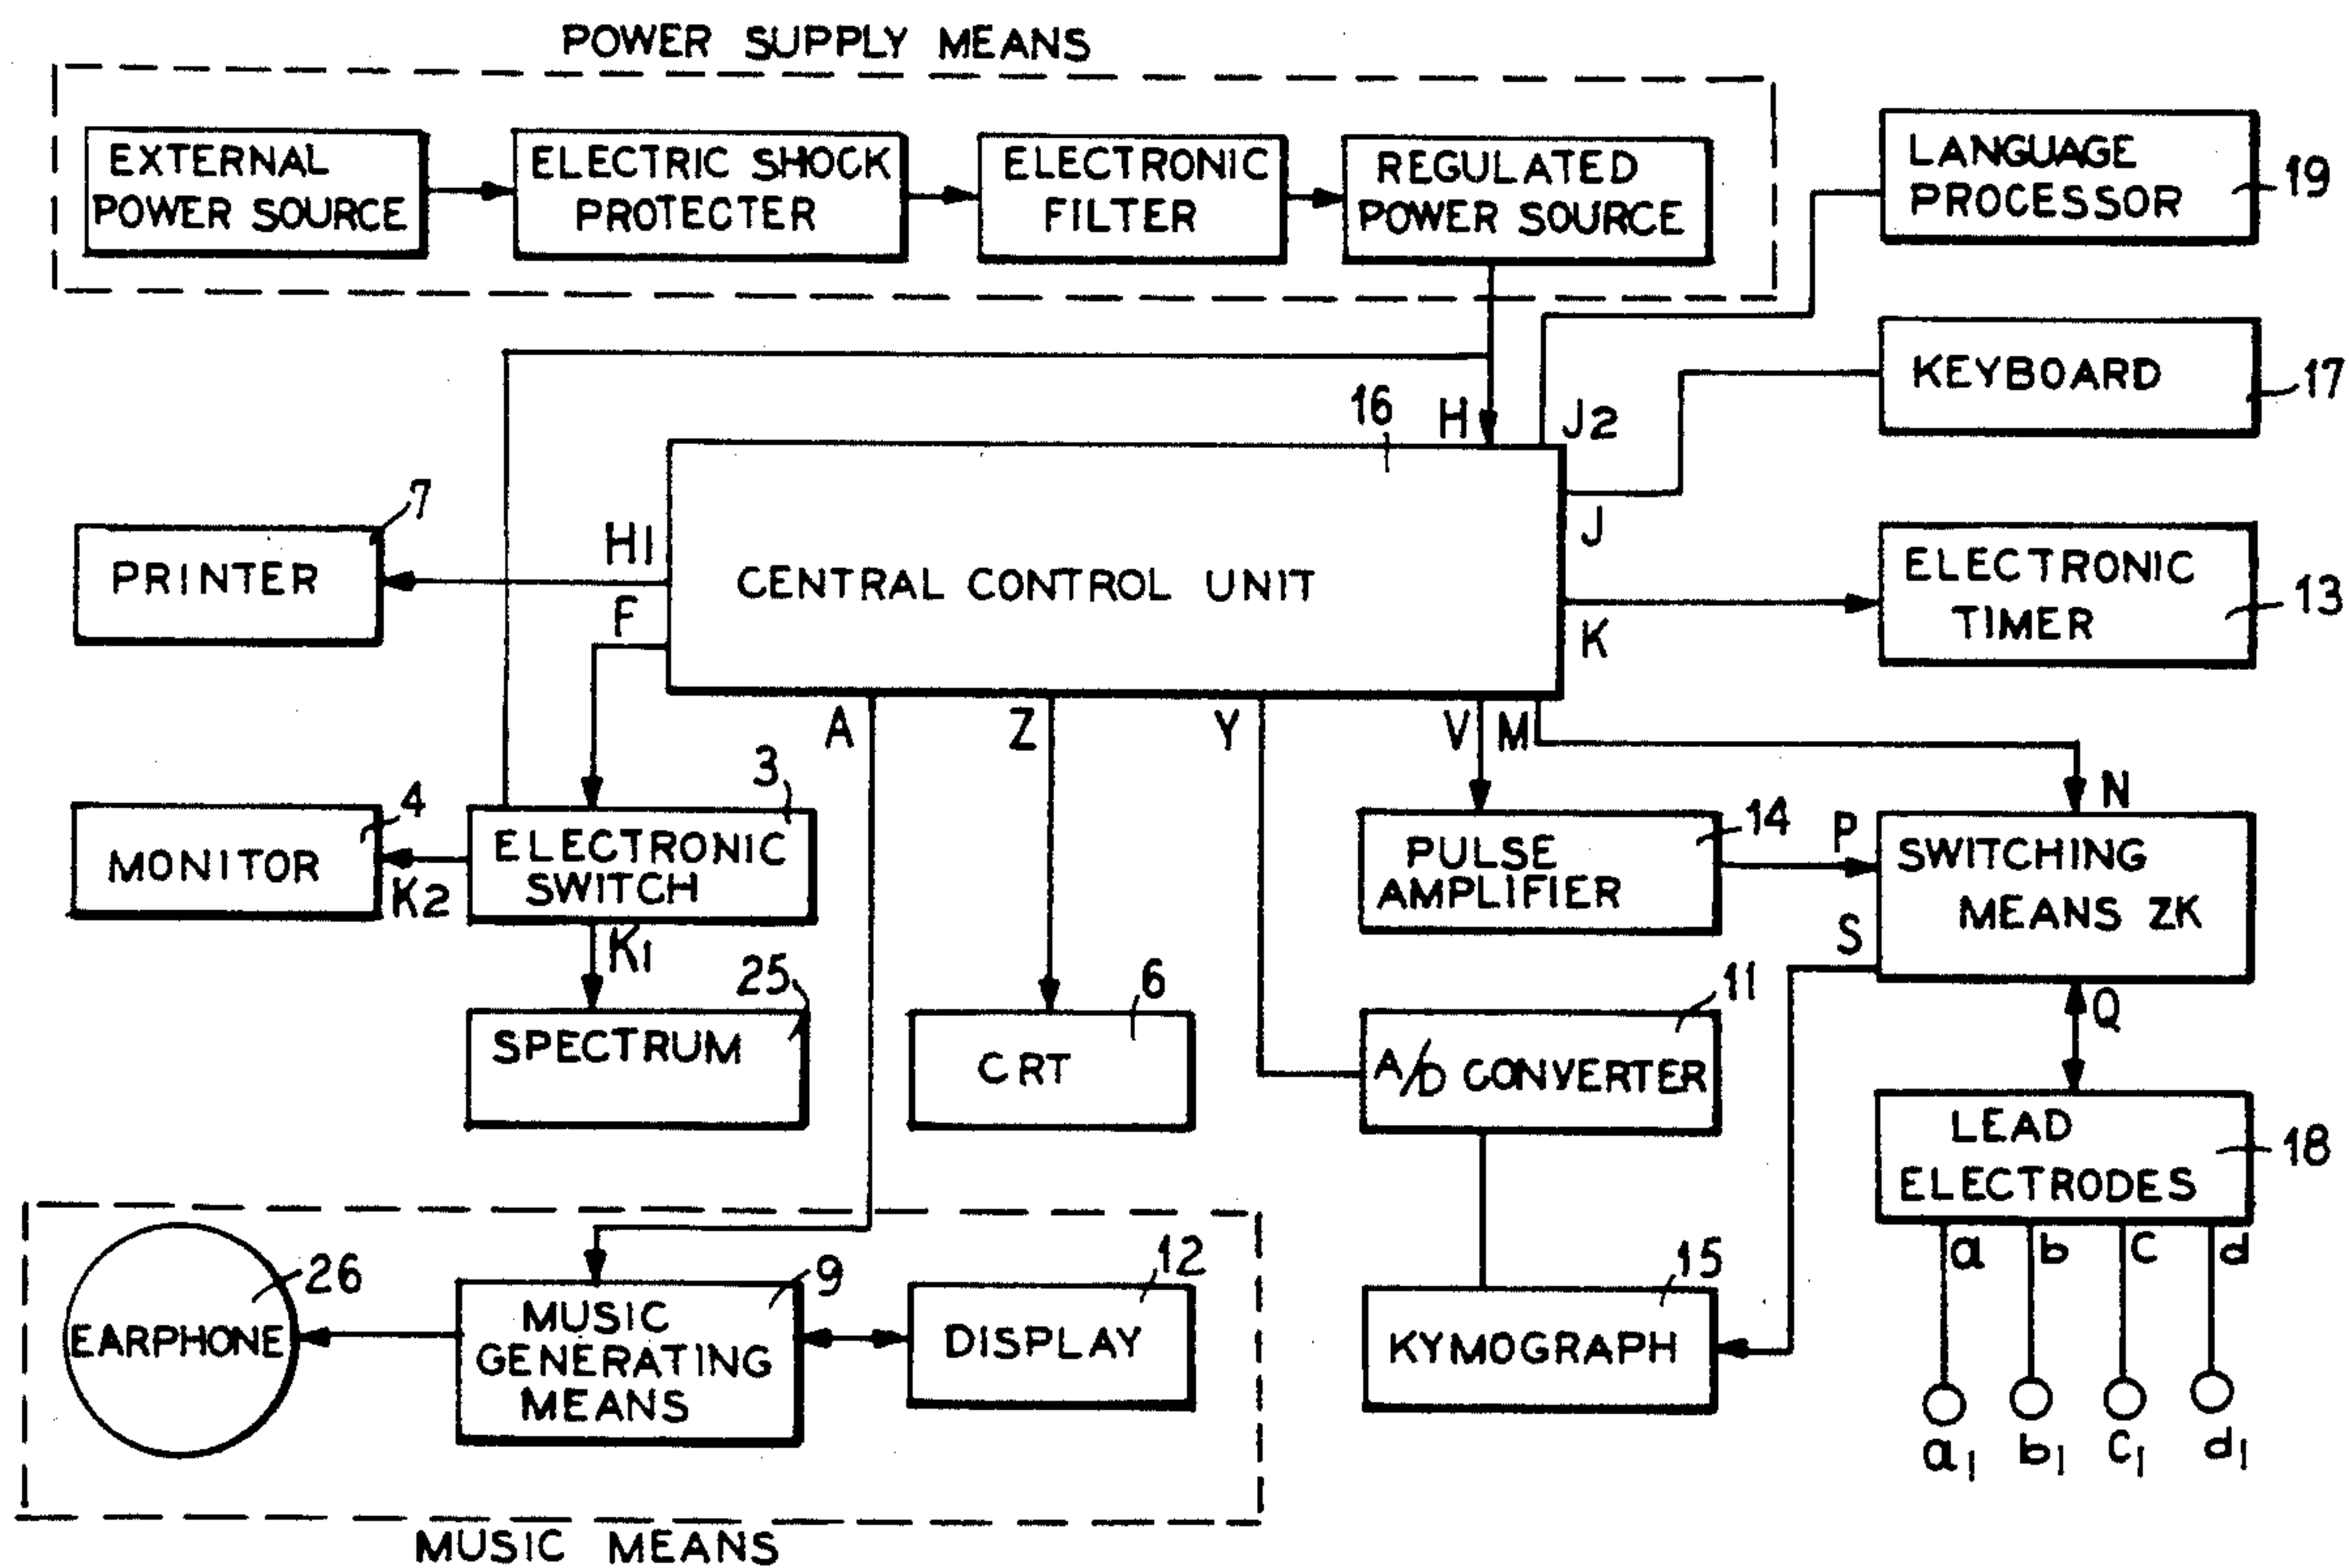 POWER SUPPLY MEANS
EXTERNAL
POWER SOURCE
ELECTRIC SHOCK
PROTECTER
ELECTRONIC
FILTER
REGULATED
POWER SOURCE
LANGUAGE
PROCESSOR
19
KEYBOARD
17
16
H
J2
J
7
PRINTER
H1
F
CENTRAL CONTROL UNIT
K
ELECTRONIC
TIMER
13
A
Z
Y
V
M
N
4
MONITOR
K2
3
ELECTRONIC
SWITCH
K1
25
SPECTRUM
6
CRT
PULSE
AMPLIFIER
14
P
S
SWITCHING
MEANS ZK
Q
11
A/D CONVERTER
LEAD
ELECTRODES
18
a
b
c
d
a1
b1
c1
d1
15
KYMOGRAPH
26
EARPHONE
9
MUSIC
GENERATING
MEANS
12
DISPLAY
MUSIC MEANS